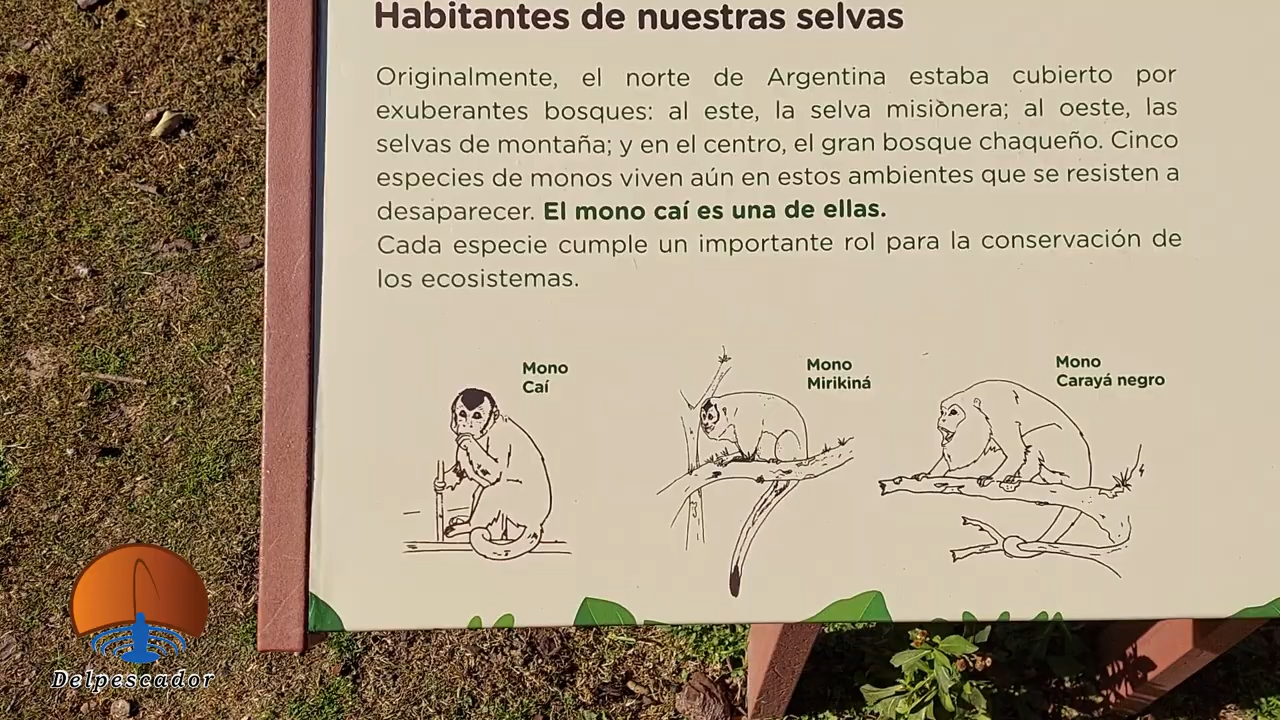 Habitantes de nuestras selvas
Originalmente, el norte de Argentina estaba cubierto por
exuberantes bosques: al este, la selva misionera; al oeste, las
selvas de montaña; y en el centro, el gran bosque chaqueño. Cinco
especies de monos viven aún en estos ambientes que se resisten a
desaparecer. El mono caí es una de ellas.
Cada especie cumple un importante rol para la conservación de
los ecosistemas.
Mono
Caí
Mono
Mirikiná
Mono
Carayá negro
Delpescador